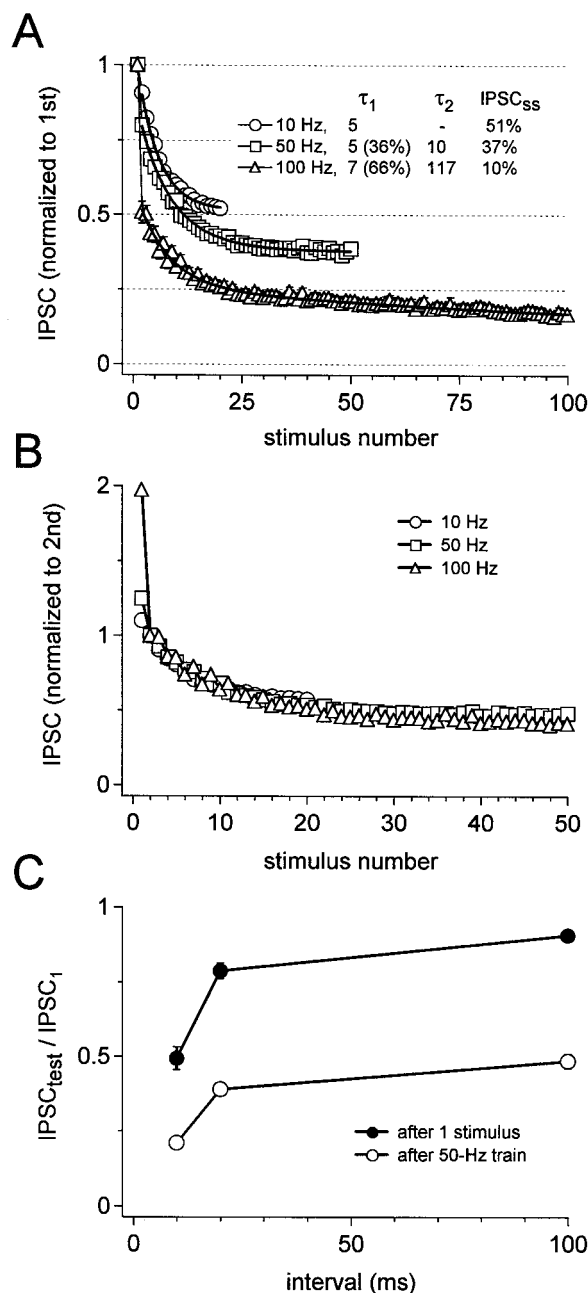 A
τ1 τ2 IPSCSS
10 Hz, 5 - 51%
50 Hz, 5 (36%) 10 37%
100 Hz, 7 (66%) 117 10%
IPSC (normalized to 1st)
1
0.5
0
0 25 50 75 100
stimulus number
B
10 Hz
50 Hz
100 Hz
IPSC (normalized to 2nd)
2
1
0
0 10 20 30 40 50
stimulus number
C
IPSCtest / IPSC1
1
0.5
0
after 1 stimulus
after 50-Hz train
0 50 100
interval (ms)